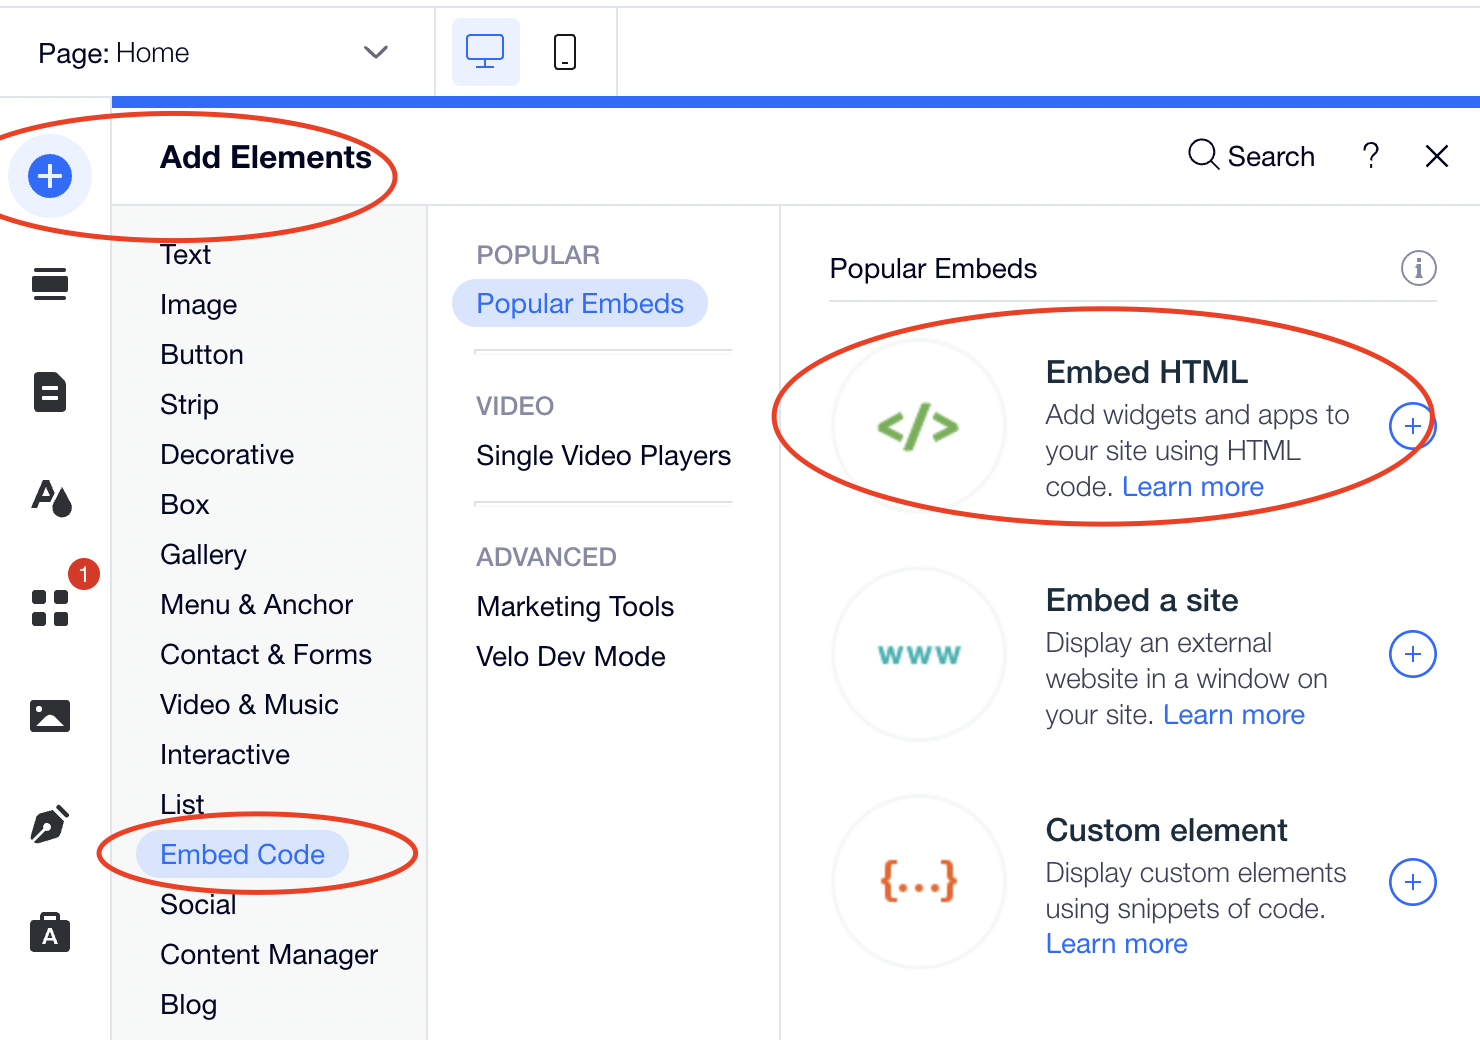 Page: Home
Add Elements
Search
?
Text
Image
Button
Strip
Decorative
Box
Gallery
1
Menu & Anchor
Contact & Forms
Video & Music
Interactive
List
Embed Code
Social
A
Content Manager
Blog
POPULAR
Popular Embeds
VIDEO
Single Video Players
ADVANCED
Marketing Tools
Velo Dev Mode
Popular Embeds
i
</>
Embed HTML
Add widgets and apps to
your site using HTML
code. Learn more
www
Embed a site
Display an external
website in a window on
your site. Learn more
{...}
Custom element
Display custom elements
using snippets of code.
Learn more